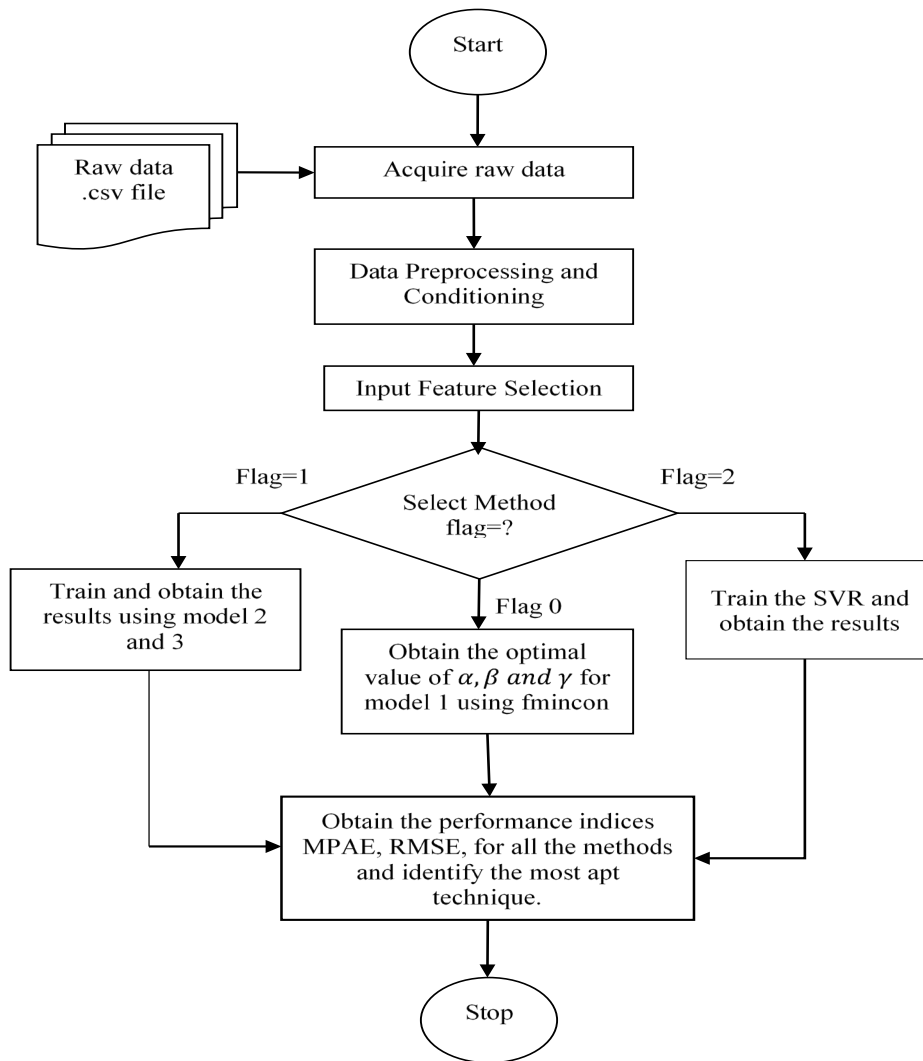 Start
Raw data
.csv file
Acquire raw data
Data Preprocessing and
Conditioning
Input Feature Selection
Flag=1
Flag=2
Select Method
flag=?
Train and obtain the
results using model 2
and 3
Flag 0
Train the SVR and
obtain the results
Obtain the optimal
value of α, β and γ for
model 1 using fmincon
Obtain the performance indices
MPAE, RMSE, for all the methods
and identify the most apt
technique.
Stop